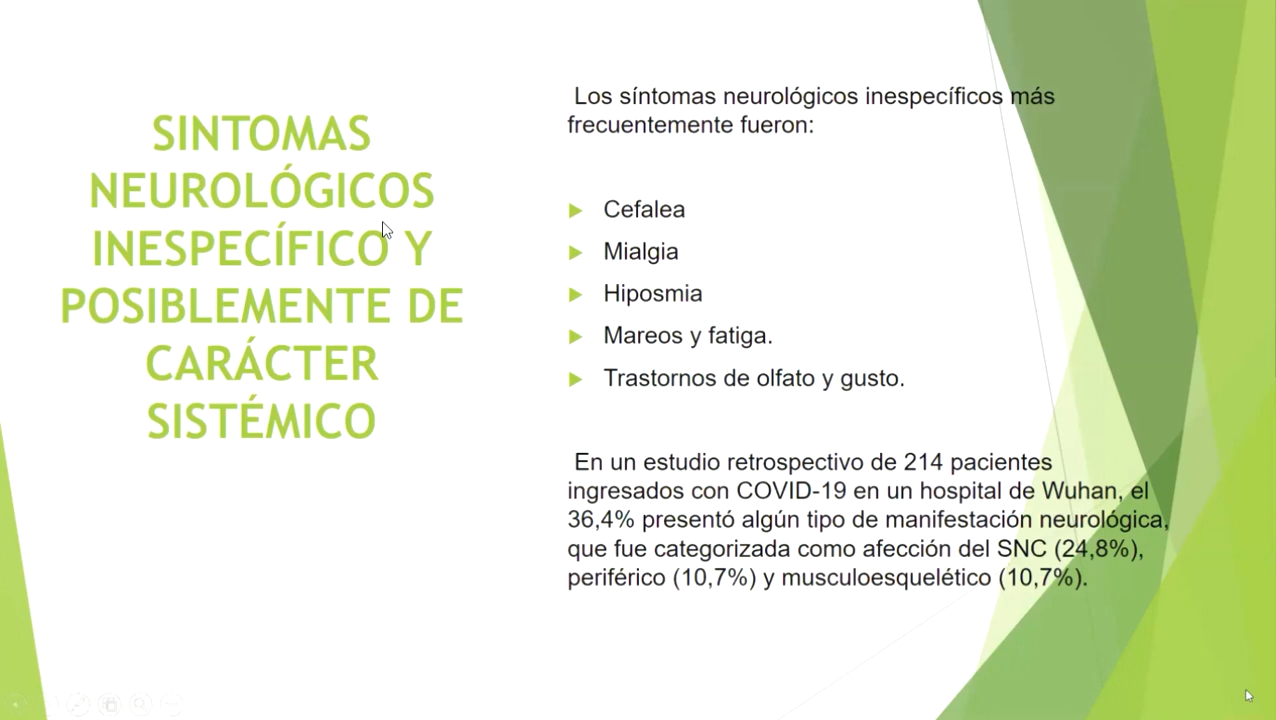 SINTOMAS
NEUROLÓGICOS
INESPECÍFICO Y
POSIBLEMENTE DE
CARÁCTER
SISTÉMICO
Los síntomas neurológicos inespecíficos más
frecuentemente fueron:
Cefalea
Mialgia
Hiposmia
Mareos y fatiga.
Trastornos de olfato y gusto.
En un estudio retrospectivo de 214 pacientes
ingresados con COVID-19 en un hospital de Wuhan, el
36,4% presentó algún tipo de manifestación neurológica,
que fue categorizada como afección del SNC (24,8%),
periférico (10,7%) y musculoesquelético (10,7%).